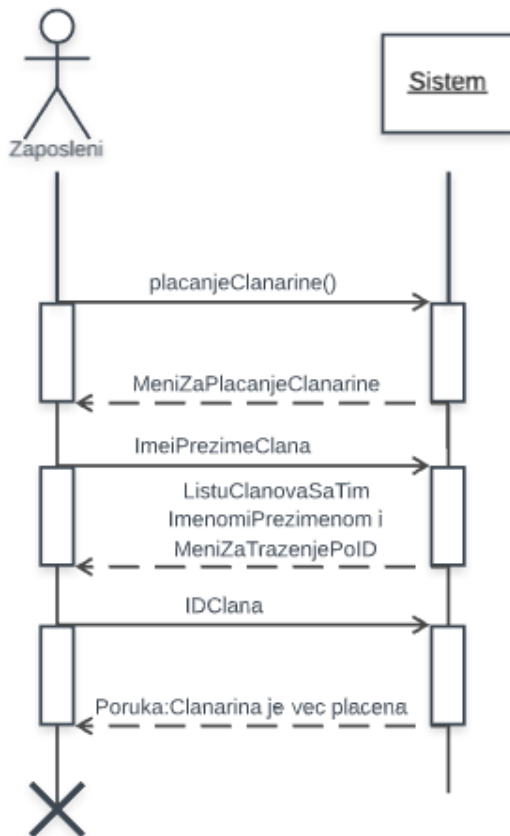 Zaposleni
Sistem
placanjeClanarine()
MeniZaPlacanjeClanarine
ImeiPrezimeClana
ListuClanovaSaTim
ImenomiPrezimenom i
MeniZaTrazenjePoID
IDClana
Poruka:Clanarina je vec placena